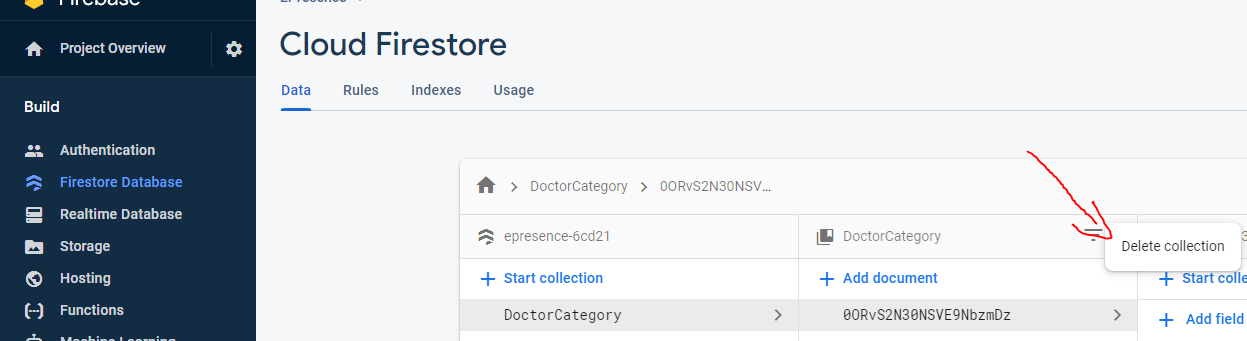 Firebase
EPresence
Project Overview
Cloud Firestore
Data Rules Indexes Usage
Build
Authentication
Firestore Database
Realtime Database
Storage
Hosting
Functions
Machine Learning
DoctorCategory 0ORvS2N30NSV...
epresence-6cd21 DoctorCategory
Delete collection
+ Start collection + Add document + Start colle
DoctorCategory 0ORvS2N30NSVE9NbzmDz
+ Add field